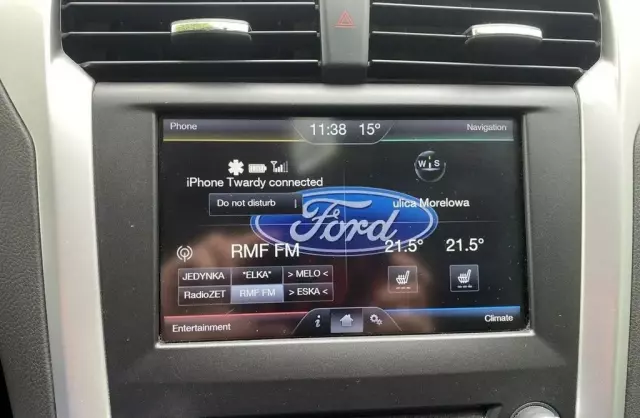 Phone 11:38 15° Navigation
W S
iPhone Twardy connected
Do not disturb ulica Morelowa
Ford
RMF FM 21.5° 21.5°
JEDYNKA *ELKA* > MELO <
RadioZET RMF FM > ESKA <
Entertainment i Climate